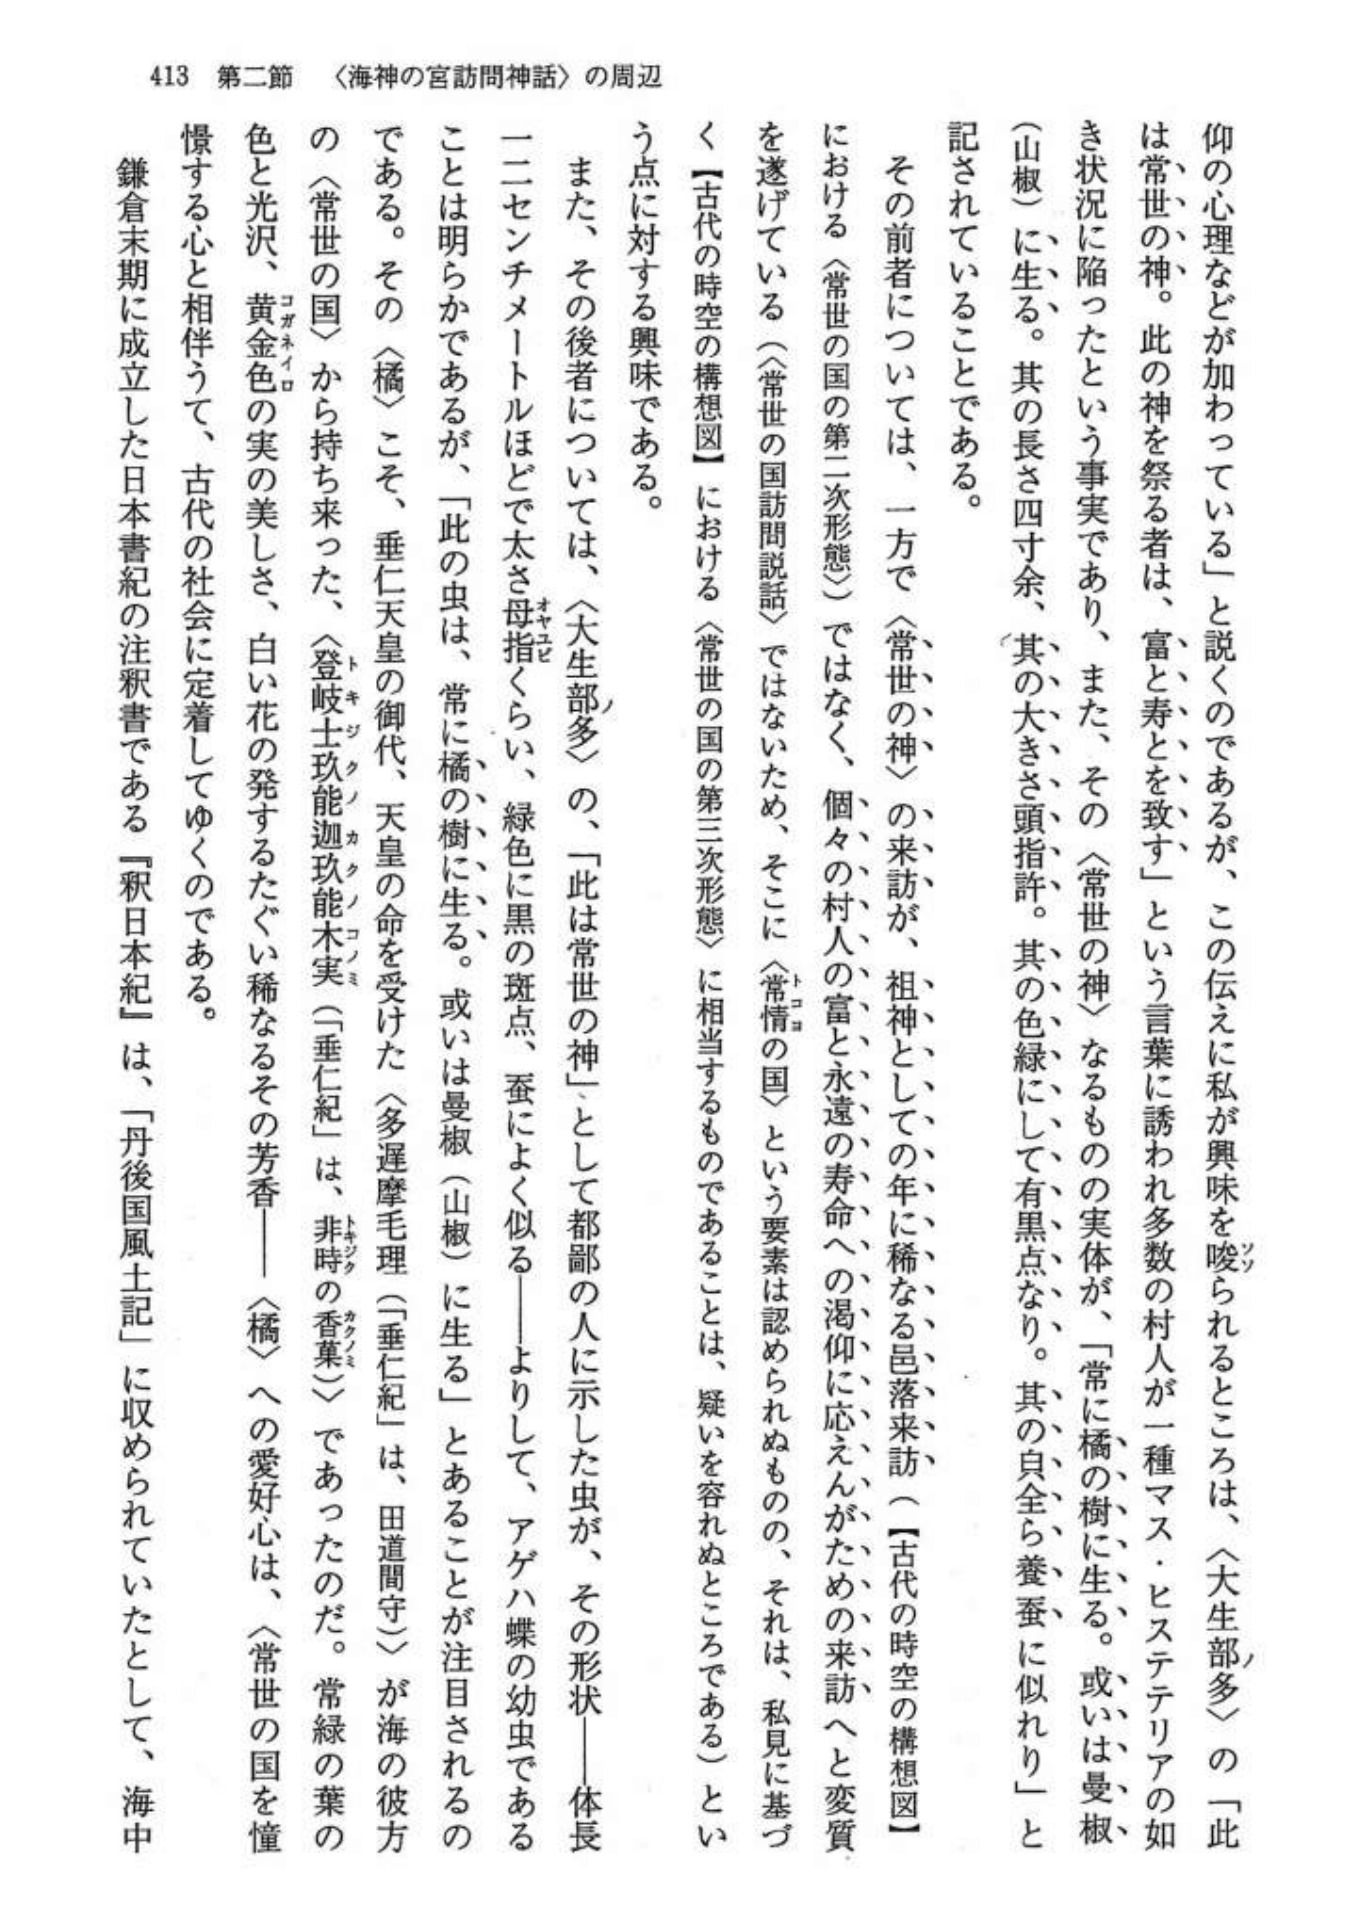 413　第二節　〈海神の宮訪問神話〉の周辺
仰の心理などが加わっている」と説くのであるが、この伝えに私が興味を唆られるところは、〈大生部多〉の「此
は常世の神。此の神を祭る者は、富と寿とを致す」という言葉に誘われ多数の村人が一種マス・ヒステテリアの如
き状況に陥ったという事実であり、また、その〈常世の神〉なるものの実体が、「常に橘の樹に生る。或いは曼椒
（山椒）に生る。其の長さ四寸余、其の大きさ頭指許。其の色緑にして有黒点なり。其の皃全ら養蚕に似れり」と
記されていることである。
その前者については、一方で〈常世の神〉の来訪が、祖神としての年に稀なる邑落来訪（【古代の時空の構想図】
における〈常世の国の第二次形態〉）ではなく、個々の村人の富と永遠の寿命への渇仰に応えんがための来訪へと変質
を遂げている（〈常世の国訪問説話〉ではないため、そこに〈常情の国〉という要素は認められぬものの、それは、私見に基づ
く【古代の時空の構想図】における〈常世の国の第三次形態〉に相当するものであることは、疑いを容れぬところである）とい
う点に対する興味である。
また、その後者については、〈大生部多〉の、「此は常世の神」として都鄙の人に示した虫が、その形状――体長
一二センチメートルほどで太さ母指くらい、緑色に黒の斑点、蚕によく似る――よりして、アゲハ蝶の幼虫である
ことは明らかであるが、「此の虫は、常に橘の樹に生る。或いは曼椒（山椒）に生る」とあることが注目されるの
である。その〈橘〉こそ、垂仁天皇の御代、天皇の命を受けた〈多遅摩毛理（「垂仁紀」は、田道間守）〉が海の彼方
の〈常世の国〉から持ち来った、〈登岐士玖能迦玖能木実（「垂仁紀」は、非時の香菓）〉であったのだ。常緑の葉の
色と光沢、黄金色の実の美しさ、白い花の発するたぐい稀なるその芳香――〈橘〉への愛好心は、〈常世の国を憧
憬する心と相伴うて、古代の社会に定着してゆくのである。
鎌倉末期に成立した日本書紀の注釈書である『釈日本紀』は、「丹後国風土記」に収められていたとして、海中